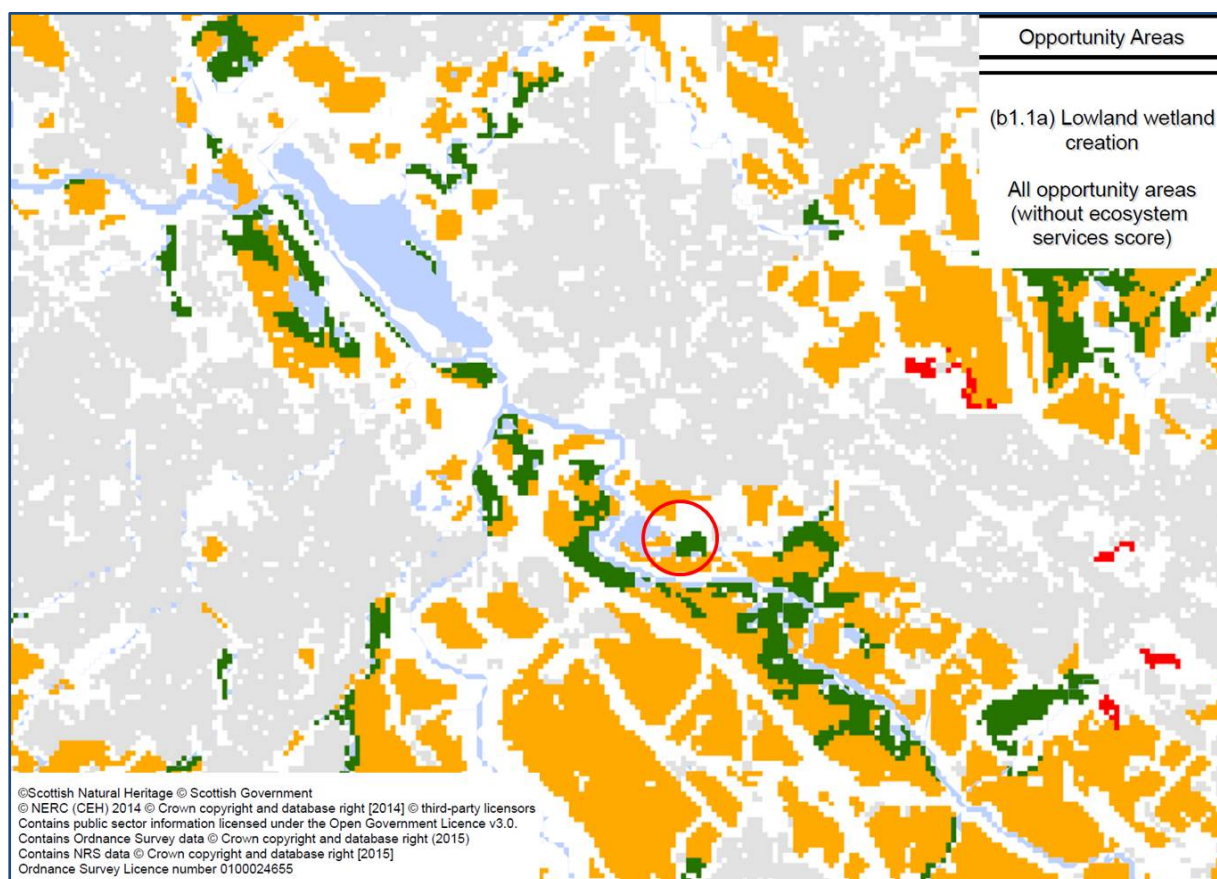 Opportunity Areas
(b1.1a) Lowland wetland
creation
All opportunity areas
(without ecosystem
services score)
©Scottish Natural Heritage © Scottish Government
© NERC (CEH) 2014 © Crown copyright and database right [2014] © third-party licensors
Contains public sector information licensed under the Open Government Licence v3.0.
Contains Ordnance Survey data © Crown copyright and database right (2015)
Contains NRS data © Crown copyright and database right [2015]
Ordnance Survey Licence number 0100024655